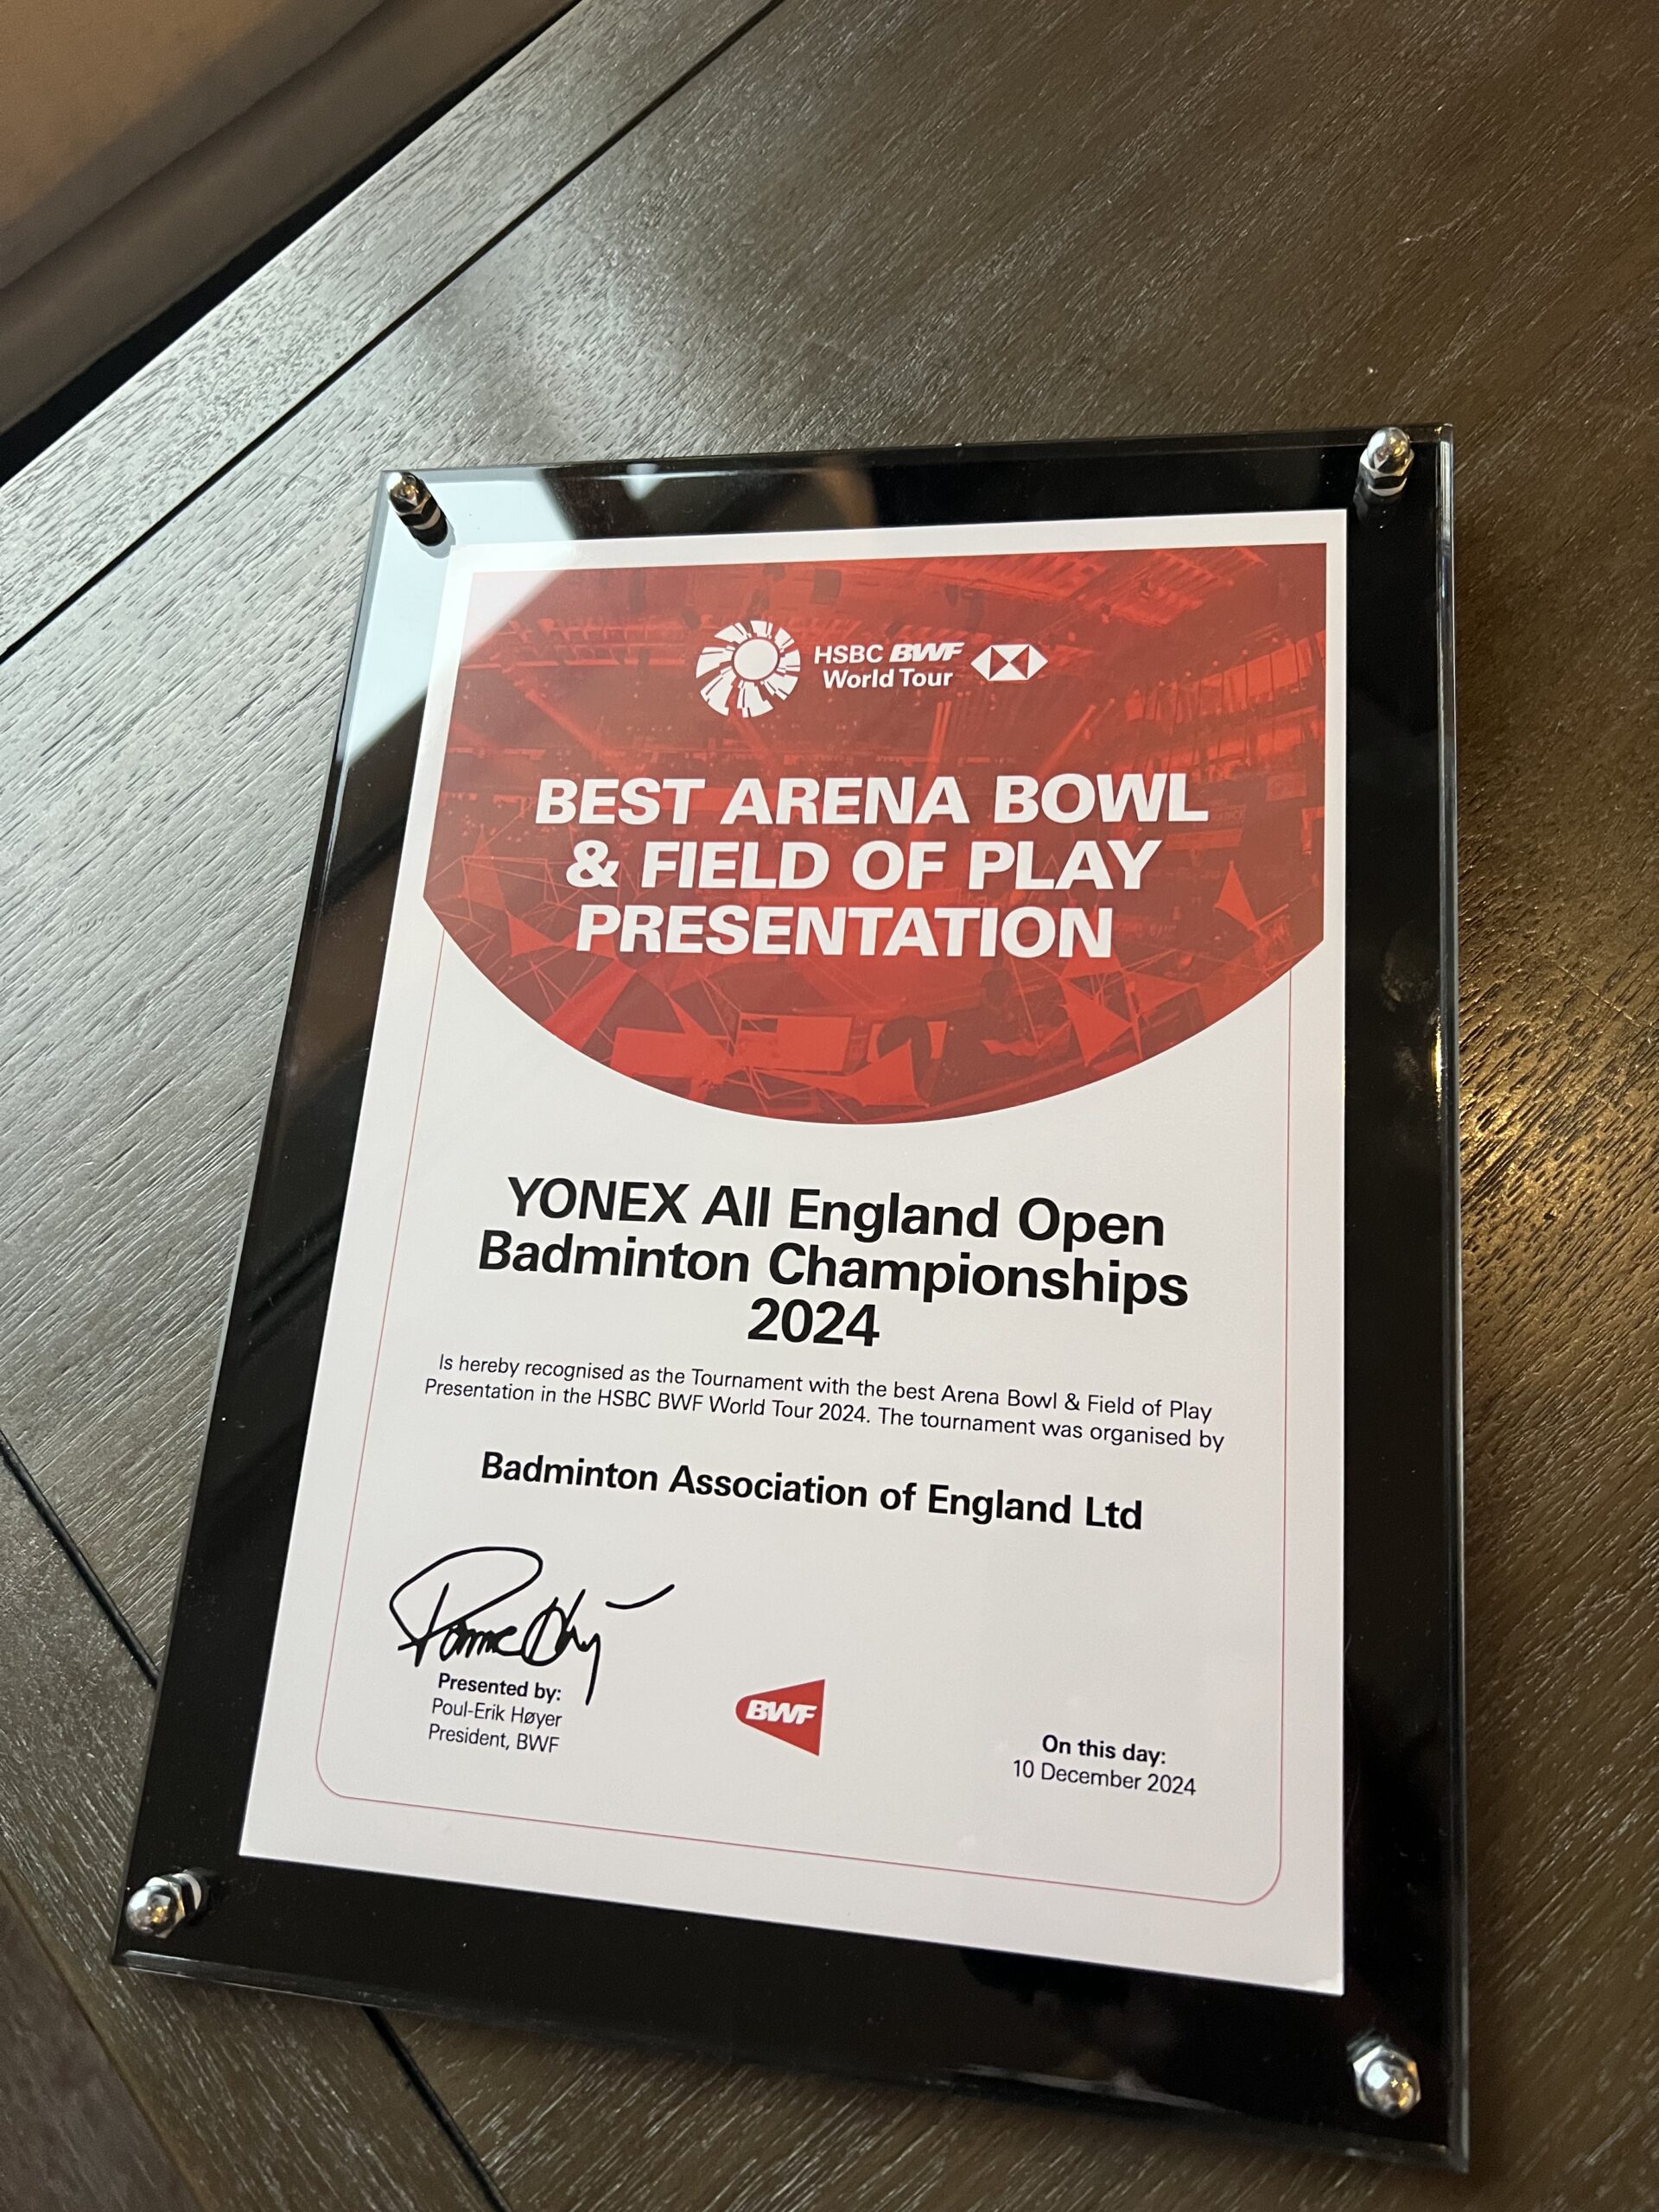 HSBC BWF
World Tour
BEST ARENA BOWL
& FIELD OF PLAY
PRESENTATION
YONEX All England Open
Badminton Championships
2024
Is hereby recognised as the Tournament with the best Arena Bowl & Field of Play
Presentation in the HSBC BWF World Tour 2024. The tournament was organised by
Badminton Association of England Ltd
Presented by:
Poul-Erik Høyer
President, BWF
BWF
On this day:
10 December 2024